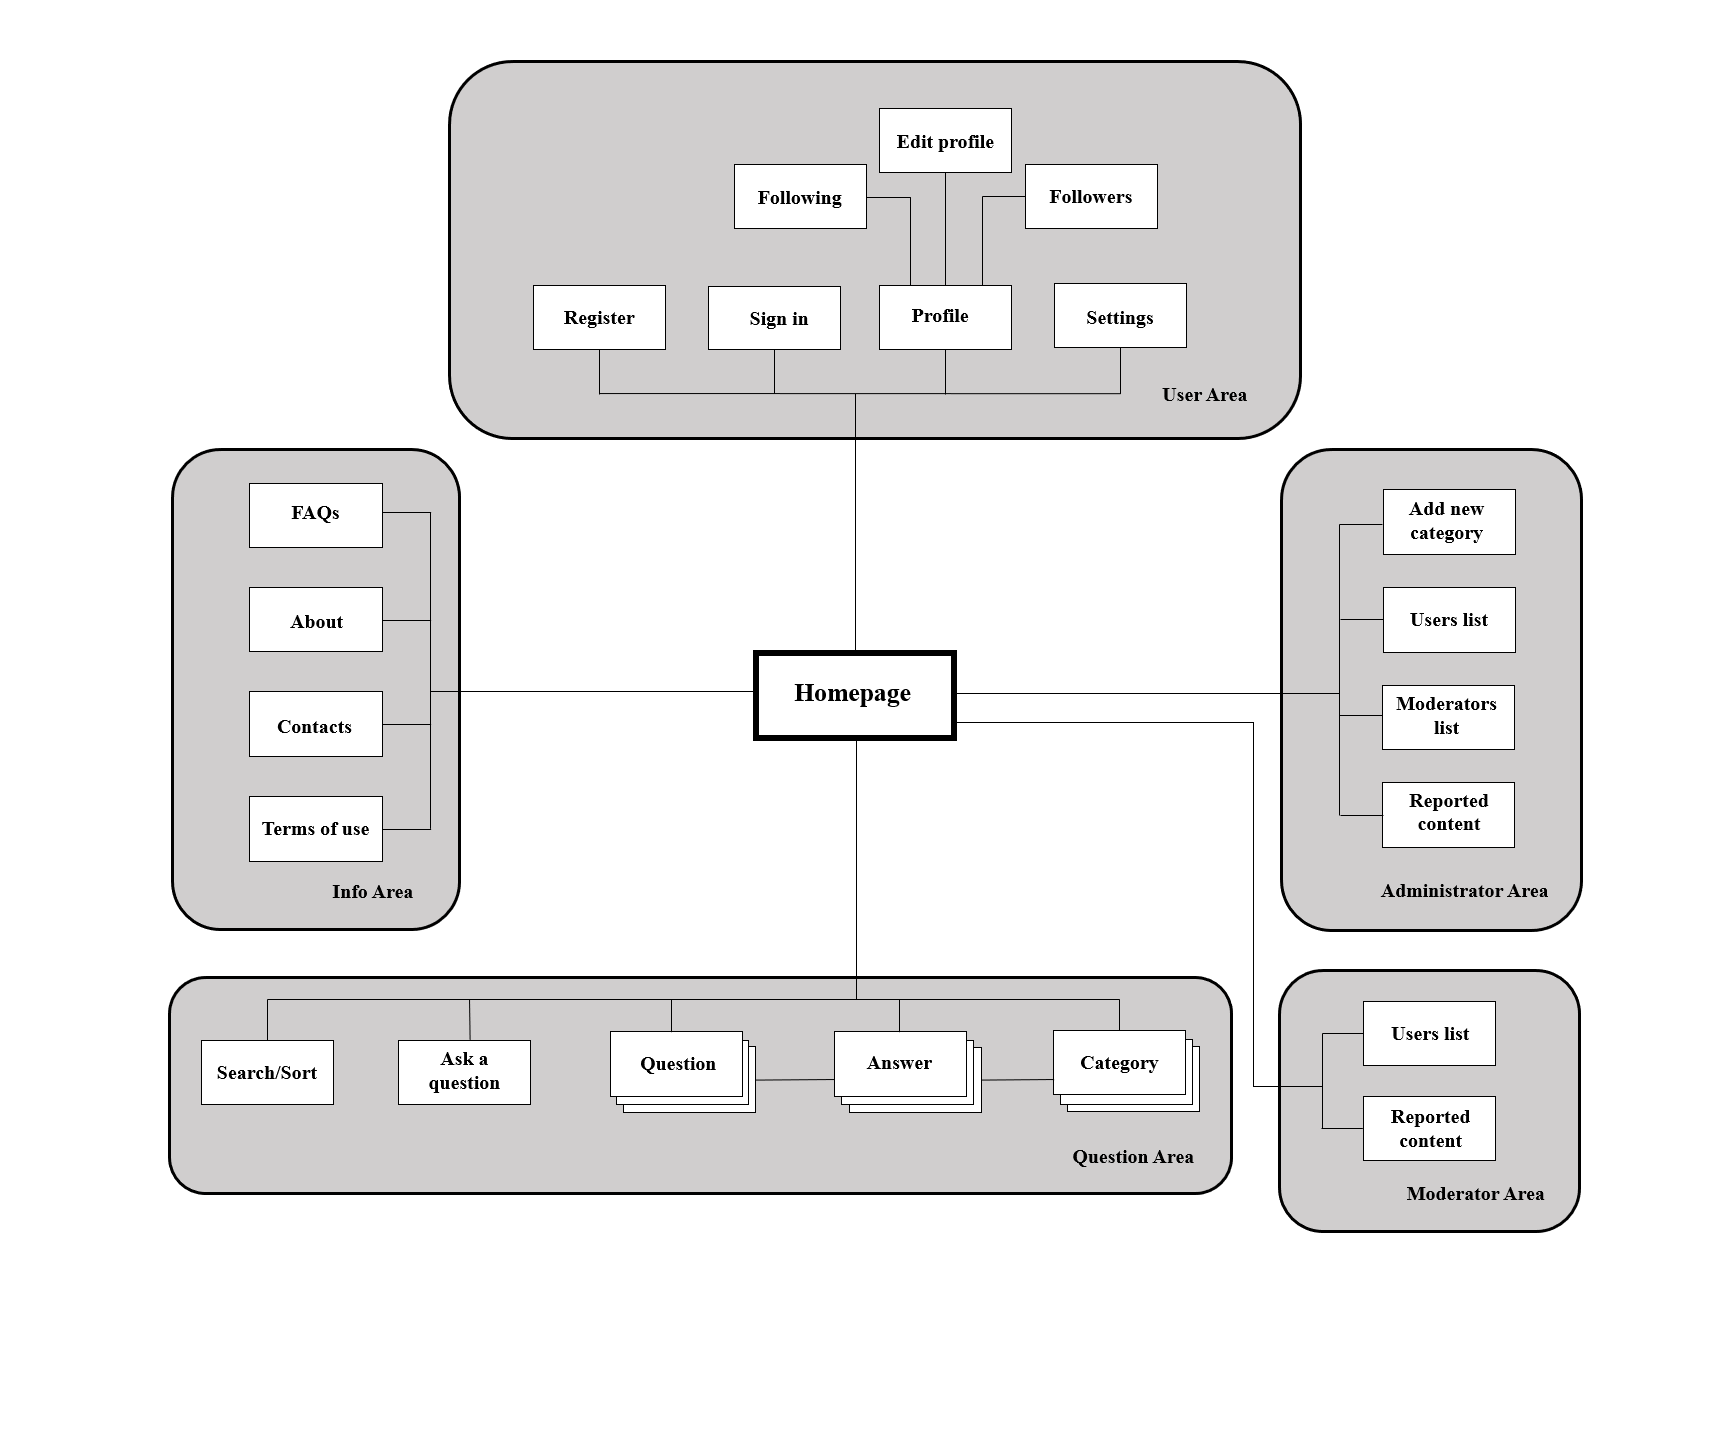 Edit profile
Following
Followers
Register
Sign in
Profile
Settings
User Area
FAQs
About
Contacts
Terms of use
Info Area
Homepage
Add new
category
Users list
Moderators
list
Reported
content
Administrator Area
Search/Sort
Ask a
question
Question
Answer
Category
Question Area
Users list
Reported
content
Moderator Area